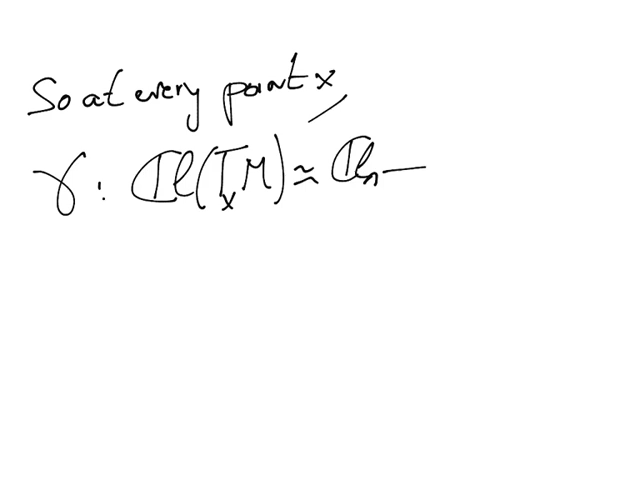 So at every point x,
γ : ℂl(TₓM) ≈ ℂlₙ —